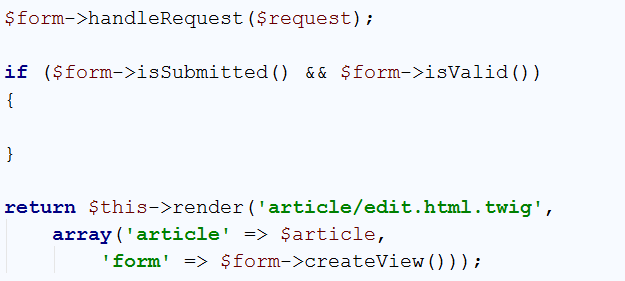 $form->handleRequest($request);
if ($form->isSubmitted() && $form->isValid())
{
}
return $this->render('article/edit.html.twig',
array('article' => $article,
'form' => $form->createView()));